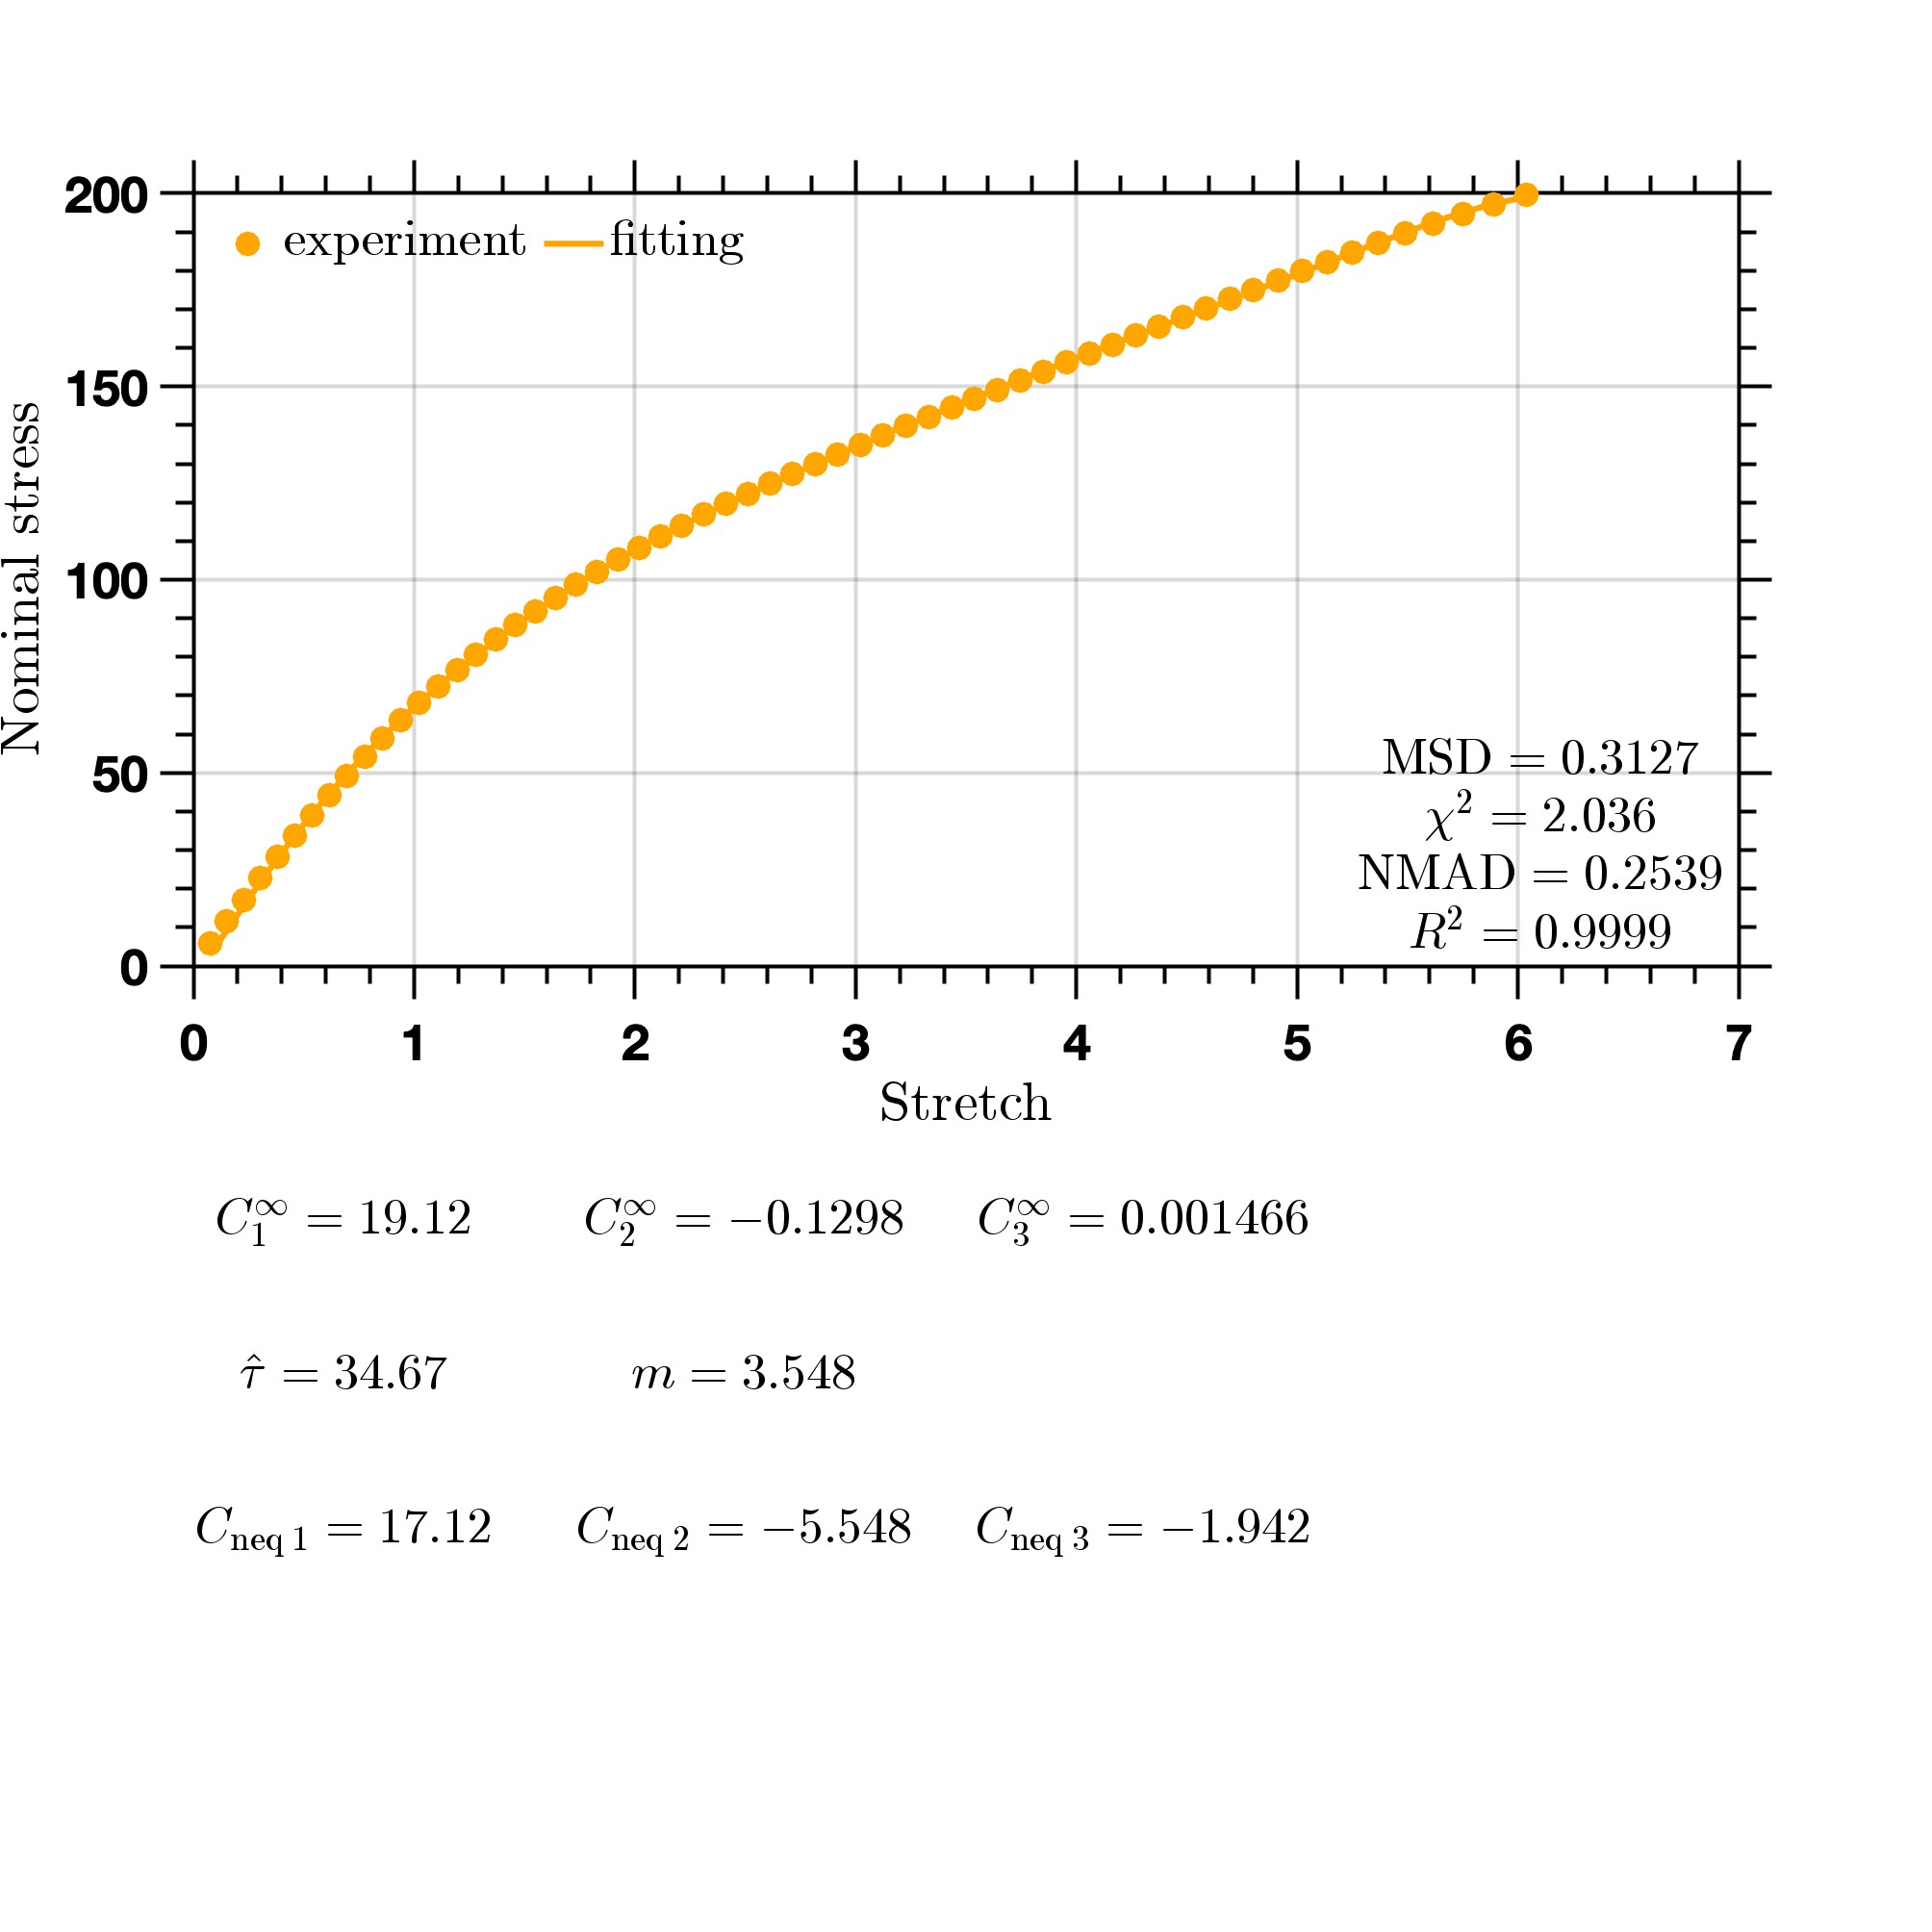 200
experiment fitting
150
Nominal stress
100
50
0
MSD = 0.3127
χ² = 2.036
NMAD = 0.2539
R² = 0.9999
0 1 2 3 4 5 6 7
Stretch
C₁^∞ = 19.12 C₂^∞ = −0.1298 C₃^∞ = 0.001466
τ̂ = 34.67 m = 3.548
C_neq 1 = 17.12 C_neq 2 = −5.548 C_neq 3 = −1.942